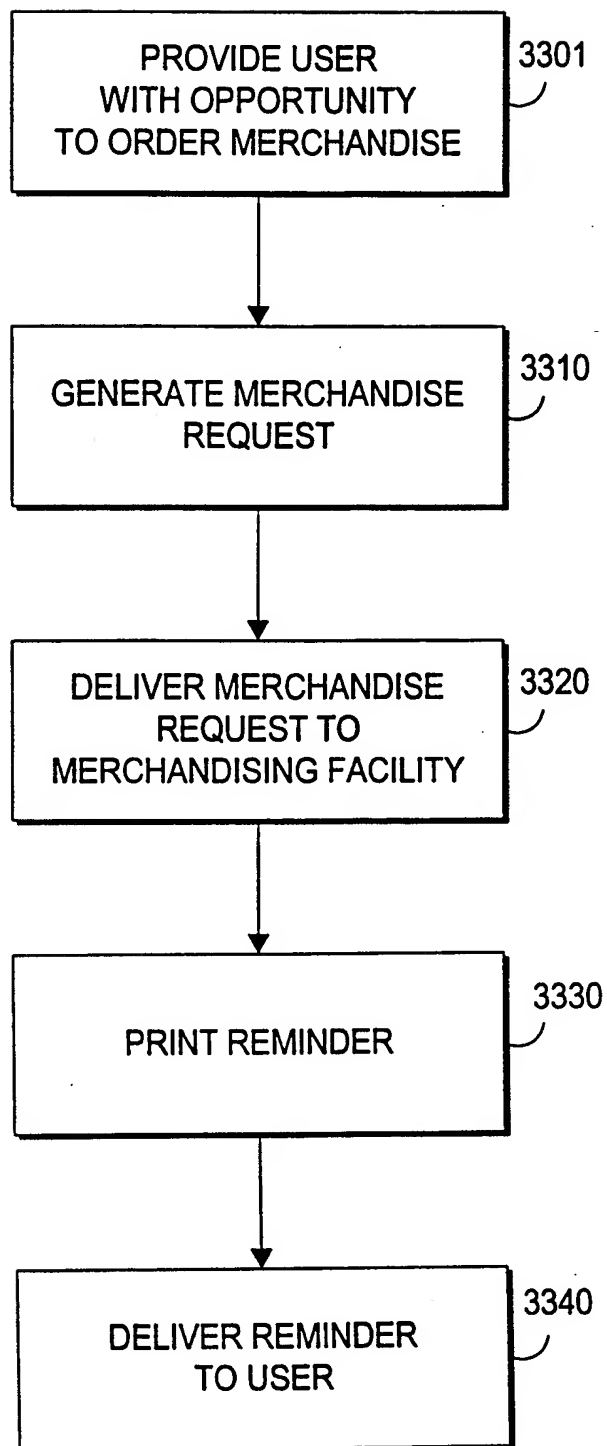 PROVIDE USER
WITH OPPORTUNITY
TO ORDER MERCHANDISE
3301
GENERATE MERCHANDISE
REQUEST
3310
DELIVER MERCHANDISE
REQUEST TO
MERCHANDISING FACILITY
3320
PRINT REMINDER
3330
DELIVER REMINDER
TO USER
3340